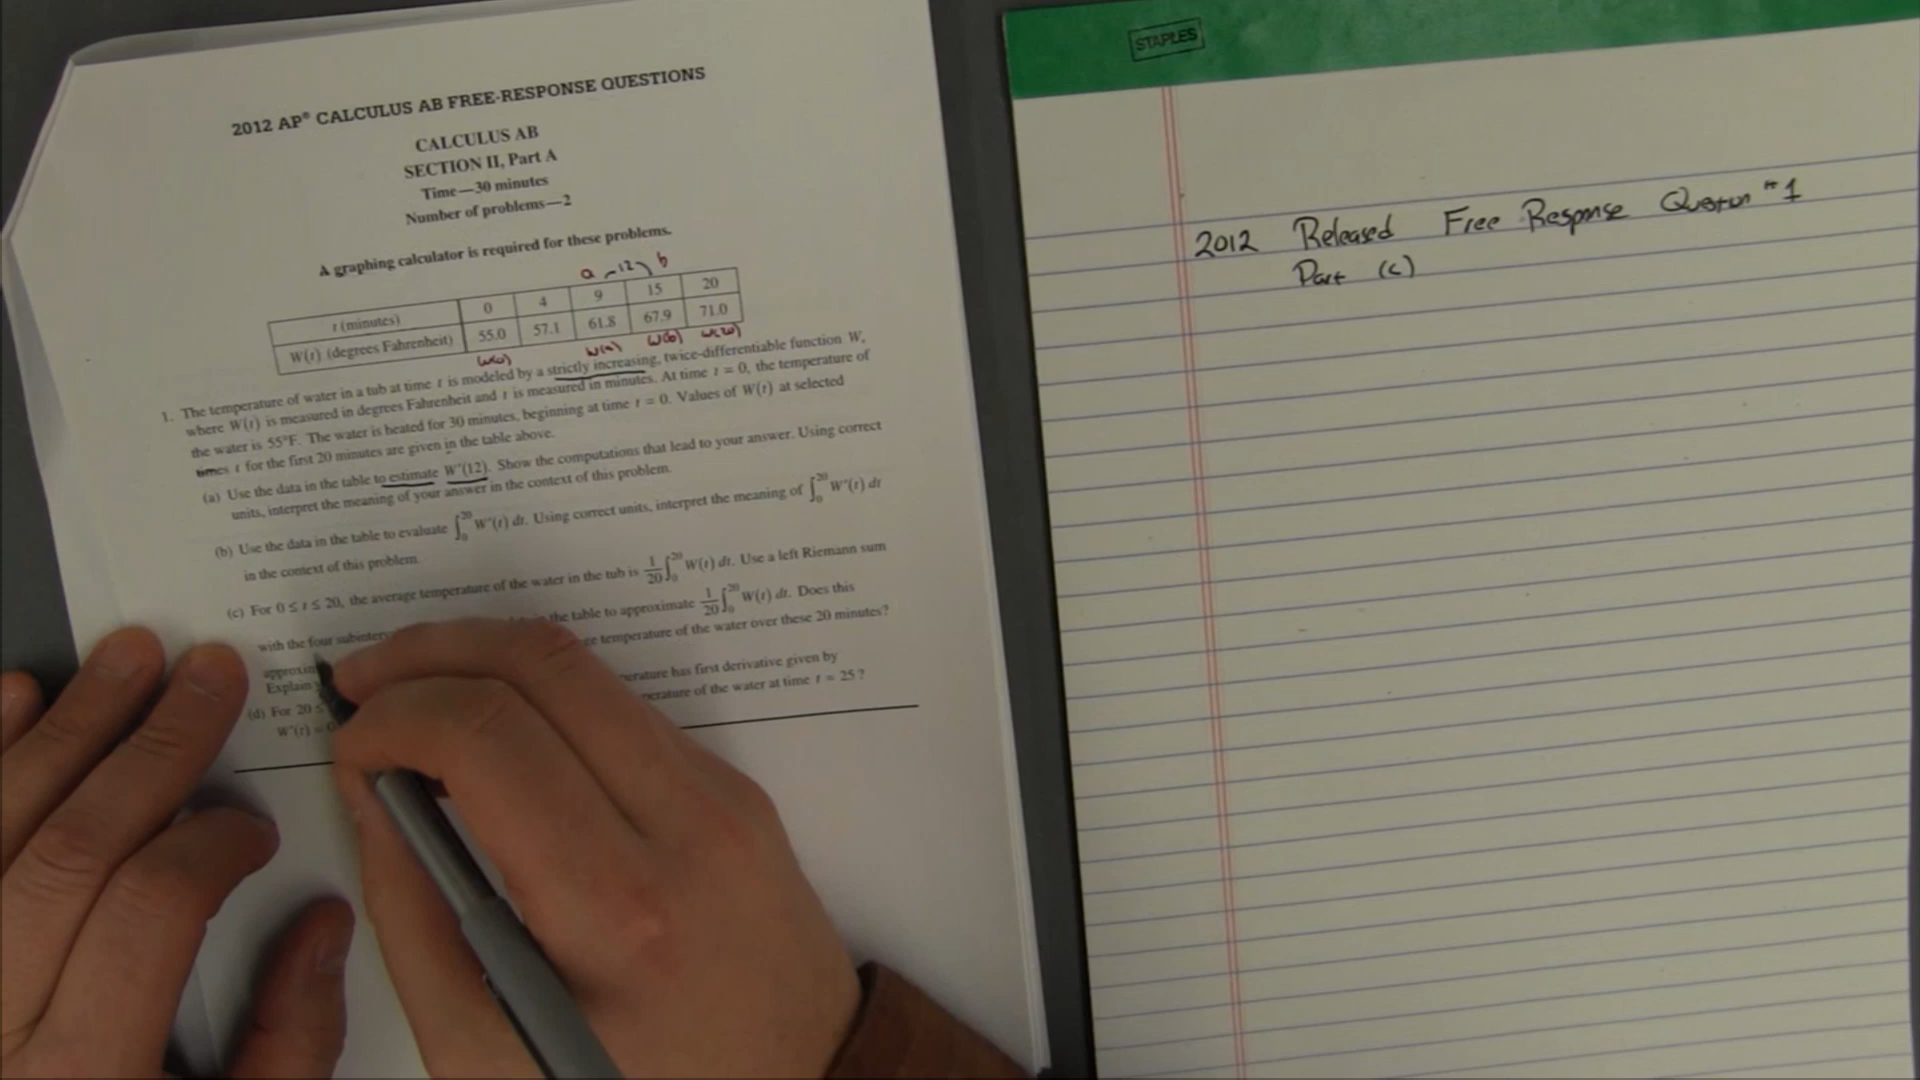 2012 AP® CALCULUS AB FREE-RESPONSE QUESTIONS
CALCULUS AB
SECTION II, Part A
Time—30 minutes
Number of problems—2
A graphing calculator is required for these problems.
a 12 b
t (minutes) 0 4 9 15 20
W(t) (degrees Fahrenheit) 55.0 57.1 61.8 67.9 71.0
W(0) W(a) W(b) W(20)
1. The temperature of water in a tub at time t is modeled by a strictly increasing, twice-differentiable function W,
where W(t) is measured in degrees Fahrenheit and t is measured in minutes. At time t = 0, the temperature of
the water is 55°F. The water is heated for 30 minutes, beginning at time t = 0. Values of W(t) at selected
times t for the first 20 minutes are given in the table above.
(a) Use the data in the table to estimate W'(12). Show the computations that lead to your answer. Using correct
units, interpret the meaning of your answer in the context of this problem.
(b) Use the data in the table to evaluate ∫₀²⁰ W'(t) dt. Using correct units, interpret the meaning of ∫₀²⁰ W'(t) dt
in the context of this problem.
(c) For 0 ≤ t ≤ 20, the average temperature of the water in the tub is 1/20 ∫₀²⁰ W(t) dt. Use a left Riemann sum
with the four the table to approximate 1/20 ∫₀²⁰ W(t) dt. Does this
temperature of the water over these 20 minutes?
Explain
(d) For 20 ≤ has first derivative given by
W'(t) = of the water at time t = 25?
STAPLES
2012 Released Free Response Question #1
Part (c)